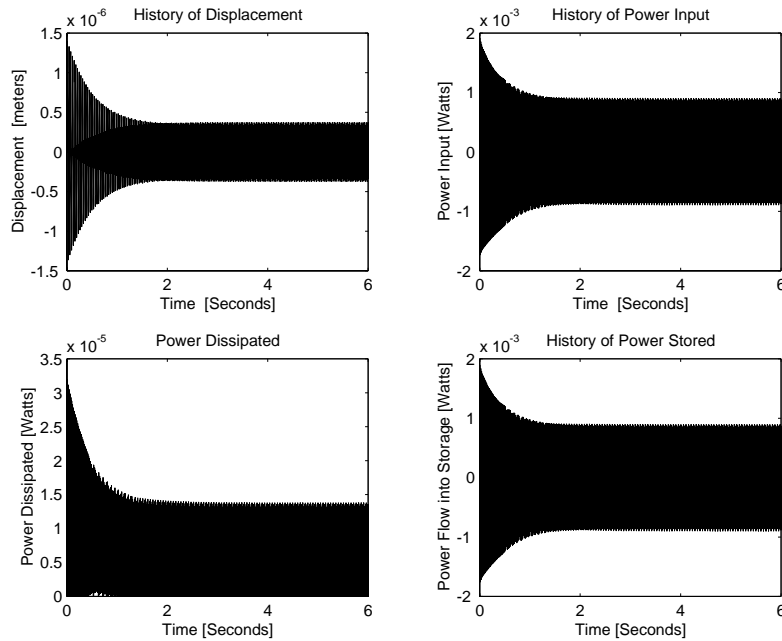 x 10^-6
History of Displacement
1.5
1
0.5
0
-0.5
-1
-1.5
Displacement [meters]
0 2 4 6
Time [Seconds]
x 10^-3
History of Power Input
2
1
0
-1
-2
Power Input [Watts]
0 2 4 6
Time [Seconds]
x 10^-5
Power Dissipated
3.5
3
2.5
2
1.5
1
0.5
0
Power Dissipated [Watts]
0 2 4 6
Time [Seconds]
x 10^-3
History of Power Stored
2
1
0
-1
-2
Power Flow into Storage [Watts]
0 2 4 6
Time [Seconds]